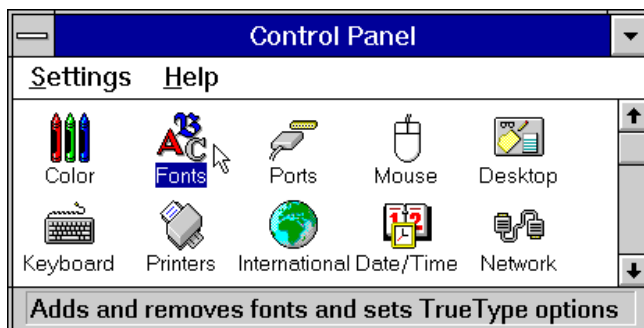 Control Panel
Settings Help
Color Fonts Ports Mouse Desktop
Keyboard Printers International Date/Time Network
Adds and removes fonts and sets TrueType options